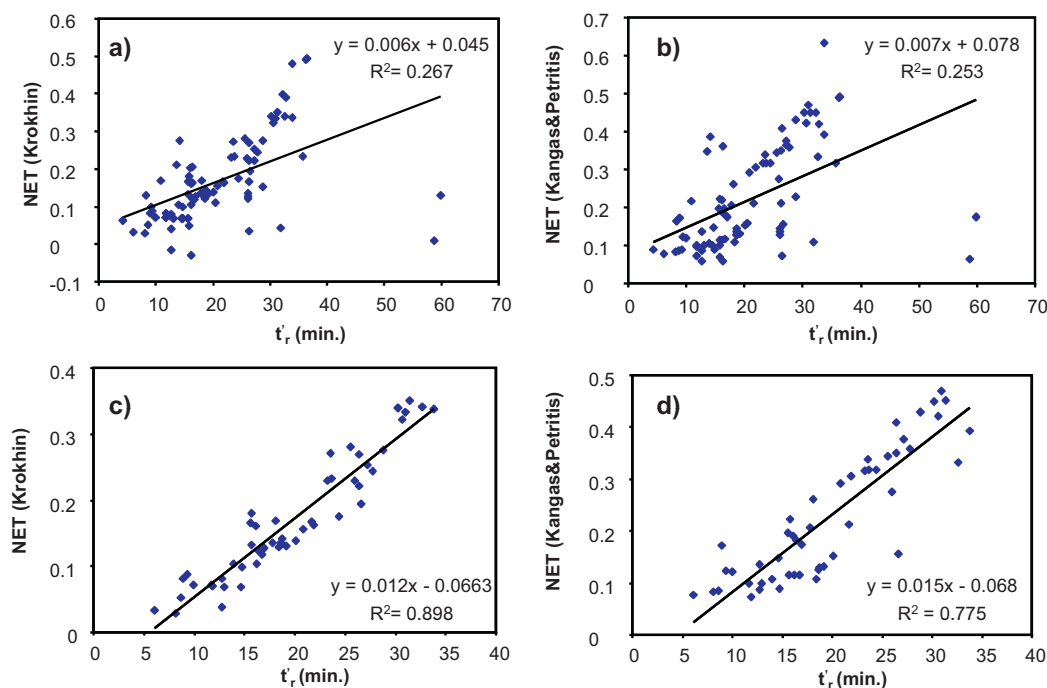 a)
y = 0.006x + 0.045
R²= 0.267
NET (Krokhin)
0.6
0.5
0.4
0.3
0.2
0.1
0
-0.1
0 10 20 30 40 50 60 70
t'r (min.)
b)
y = 0.007x + 0.078
R²= 0.253
NET (Kangas&Petritis)
0.7
0.6
0.5
0.4
0.3
0.2
0.1
0
0 10 20 30 40 50 60 70
t'r (min.)
c)
NET (Krokhin)
0.4
0.3
0.2
0.1
0
y = 0.012x - 0.0663
R²= 0.898
0 5 10 15 20 25 30 35 40
t'r (min.)
d)
NET (Kangas&Petritis)
0.5
0.4
0.3
0.2
0.1
0
y = 0.015x - 0.068
R² = 0.775
0 5 10 15 20 25 30 35 40
t'r (min.)